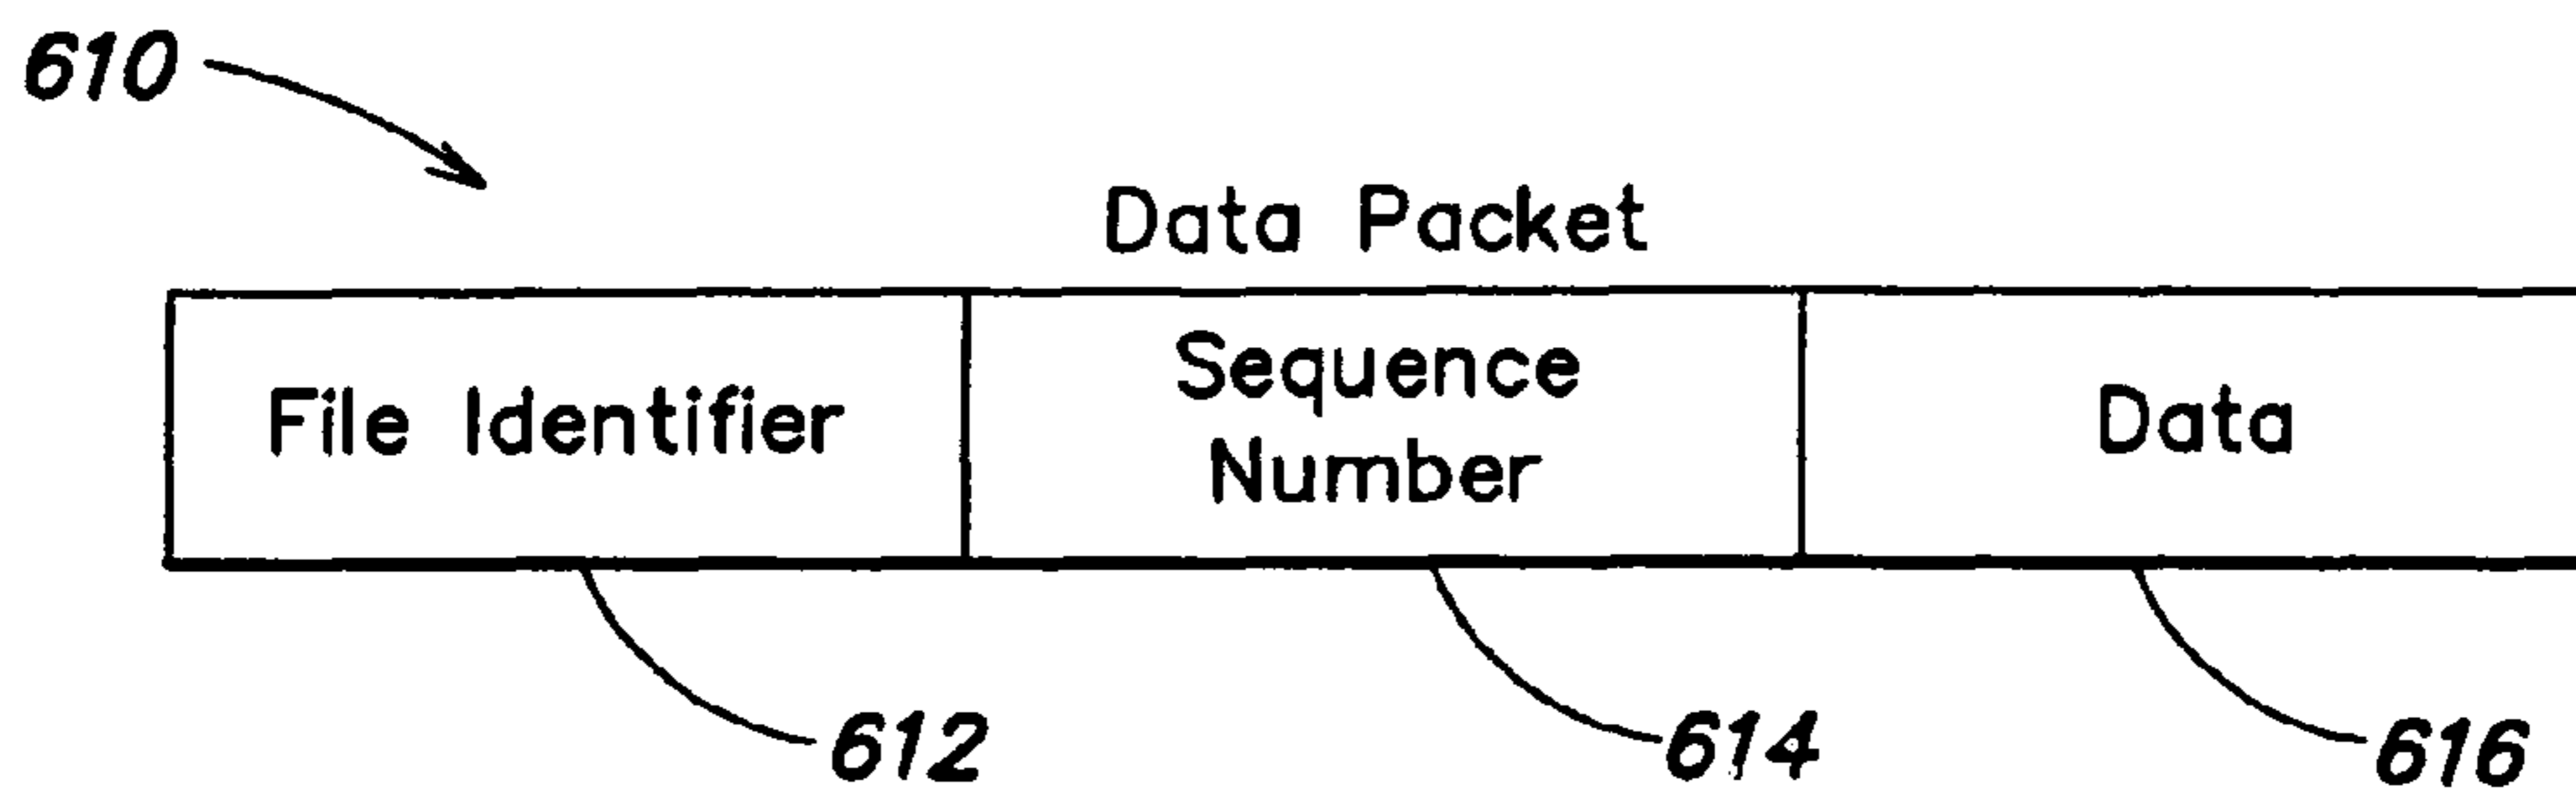 610
Data Packet
File Identifier
Sequence
Number
Data
612
614
616